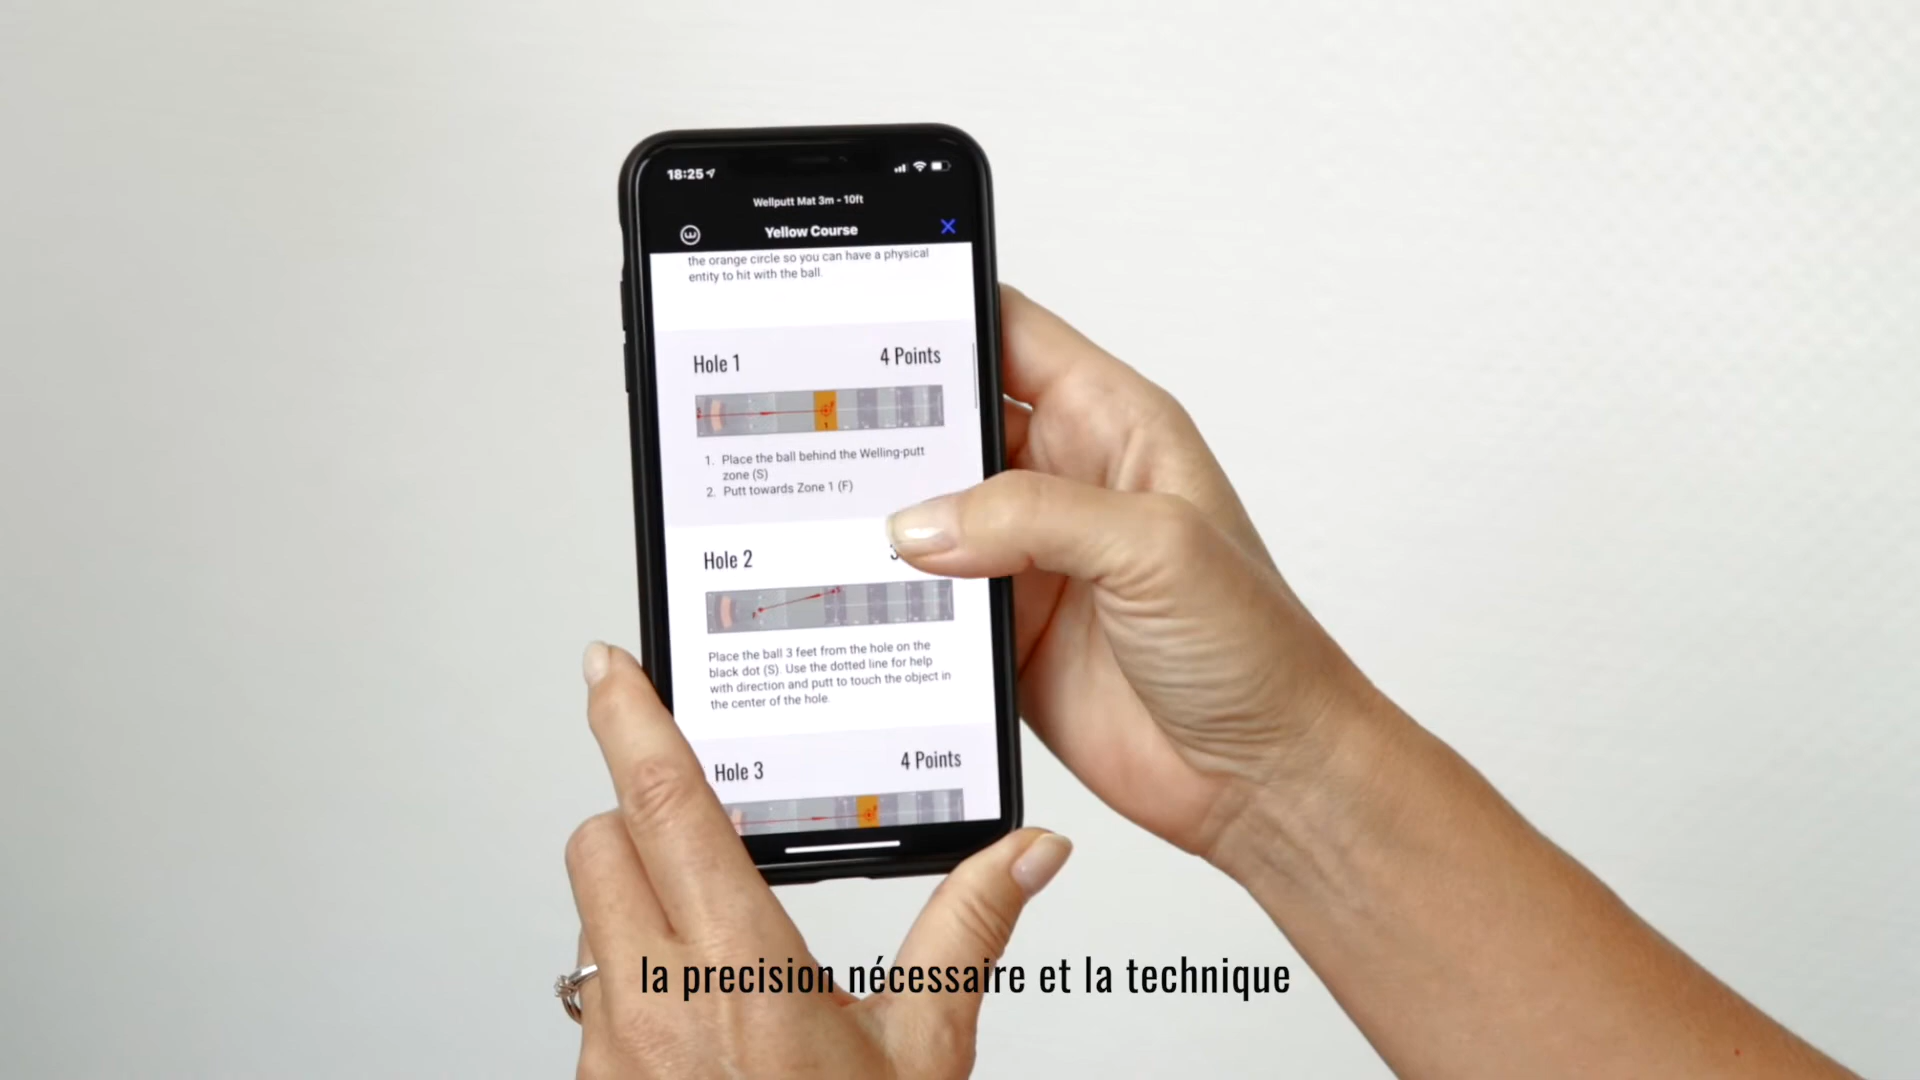 18:25
Wellputt Mat 3m - 10ft
Yellow Course
the orange circle so you can have a physical
entity to hit with the ball.
Hole 1
4 Points
1. Place the ball behind the Welling-putt
zone (S)
2. Putt towards Zone 1 (F)
Hole 2
Place the ball 3 feet from the hole on the
black dot (S). Use the dotted line for help
with direction and putt to touch the object in
the center of the hole.
Hole 3
4 Points
la precision nécessaire et la technique